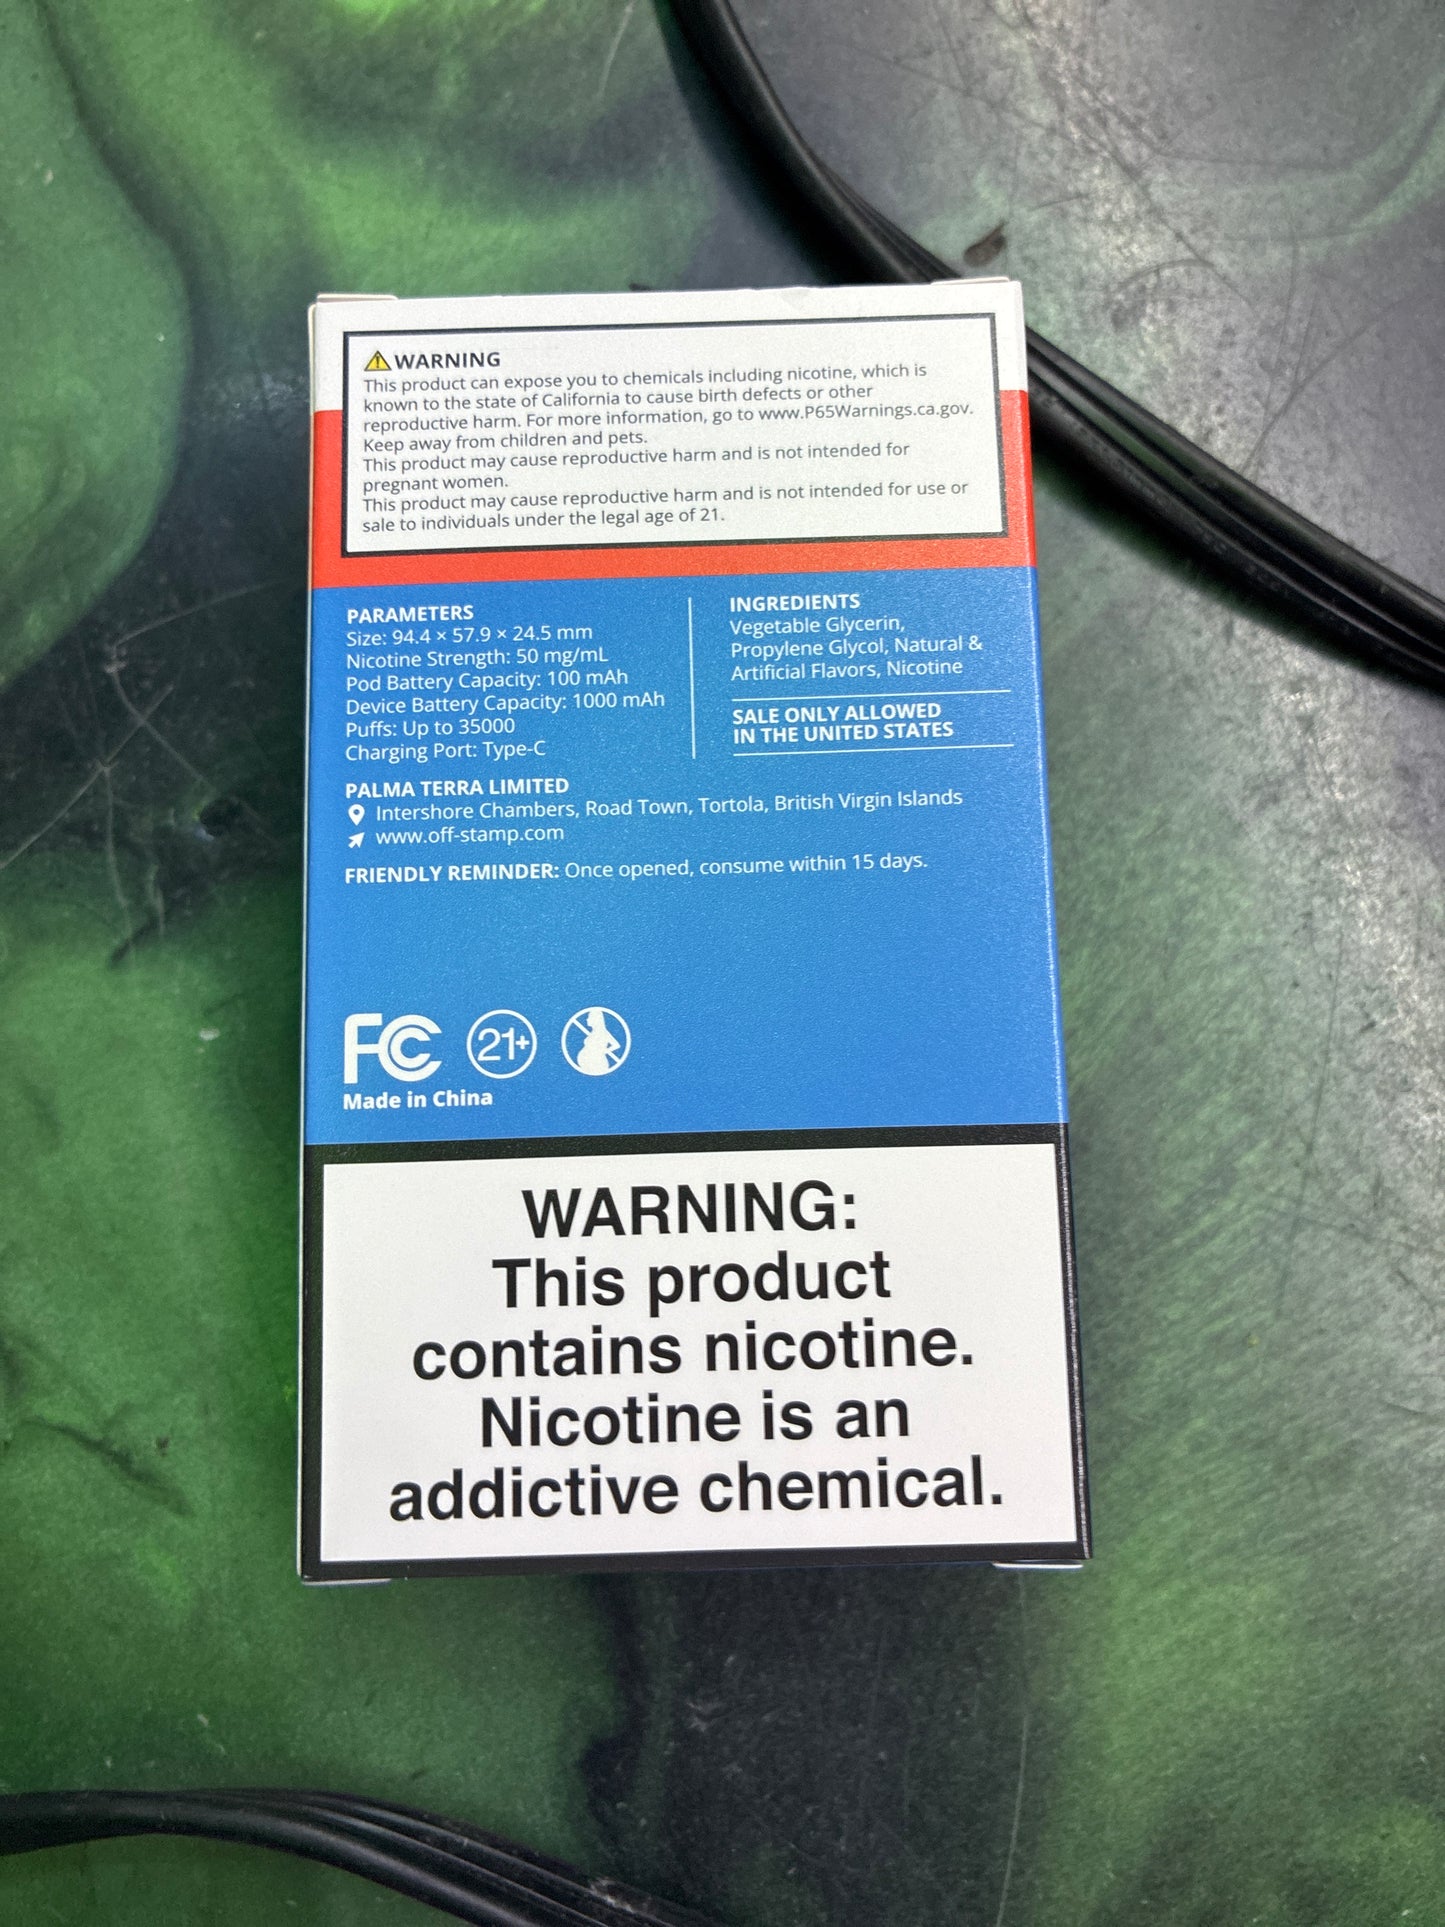 WARNING
This product can expose you to chemicals including nicotine, which is
known to the state of California to cause birth defects or other
reproductive harm. For more information, go to www.P65Warnings.ca.gov.
Keep away from children and pets.
This product may cause reproductive harm and is not intended for
pregnant women.
This product may cause reproductive harm and is not intended for use or
sale to individuals under the legal age of 21.
PARAMETERS
Size: 94.4 × 57.9 × 24.5 mm
Nicotine Strength: 50 mg/mL
Pod Battery Capacity: 100 mAh
Device Battery Capacity: 1000 mAh
Puffs: Up to 35000
Charging Port: Type-C
INGREDIENTS
Vegetable Glycerin,
Propylene Glycol, Natural &
Artificial Flavors, Nicotine
SALE ONLY ALLOWED
IN THE UNITED STATES
PALMA TERRA LIMITED
Intershore Chambers, Road Town, Tortola, British Virgin Islands
www.off-stamp.com
FRIENDLY REMINDER: Once opened, consume within 15 days.
FC 21+
Made in China
WARNING:
This product
contains nicotine.
Nicotine is an
addictive chemical.